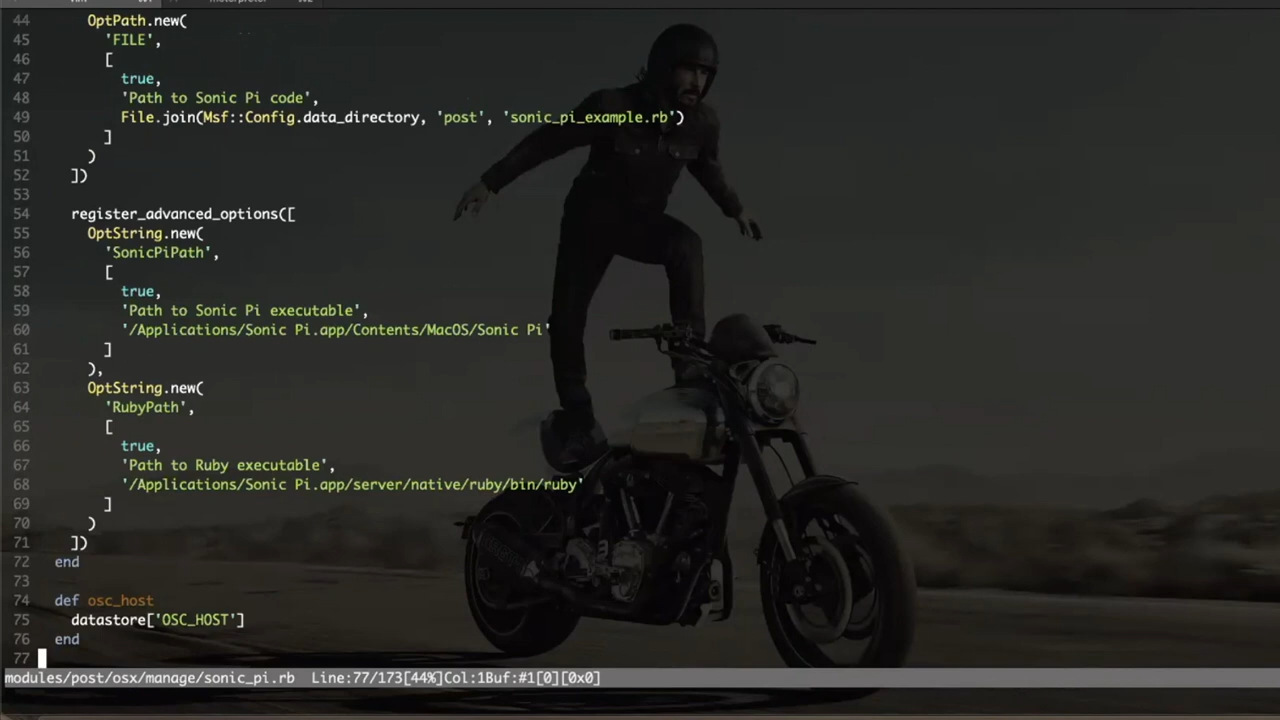 44 OptPath.new(
45 'FILE',
46 [
47 true,
48 'Path to Sonic Pi code',
49 File.join(Msf::Config.data_directory, 'post', 'sonic_pi_example.rb')
50 ]
51 )
52 ])
53
54 register_advanced_options([
55 OptString.new(
56 'SonicPiPath',
57 [
58 true,
59 'Path to Sonic Pi executable',
60 '/Applications/Sonic Pi.app/Contents/MacOS/Sonic Pi'
61 ]
62 ),
63 OptString.new(
64 'RubyPath',
65 [
66 true,
67 'Path to Ruby executable',
68 '/Applications/Sonic Pi.app/server/native/ruby/bin/ruby'
69 ]
70 )
71 ])
72 end
73
74 def osc_host
75 datastore['OSC_HOST']
76 end
77
modules/post/osx/manage/sonic_pi.rb Line:77/173[44%]Col:1Buf:#1[0][0x0]